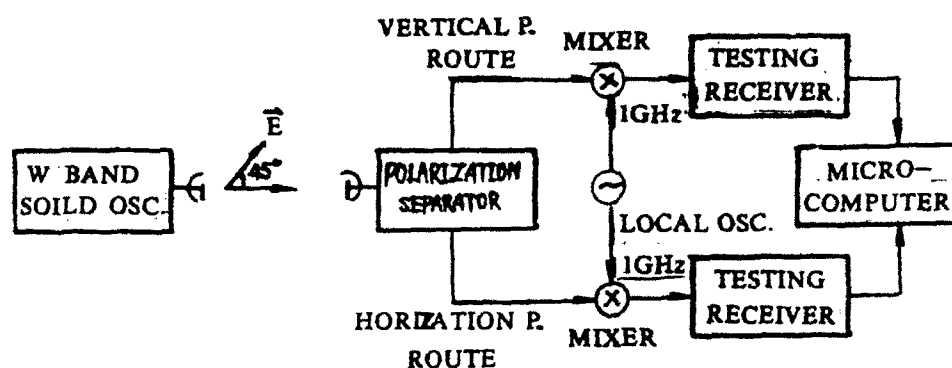 VERTICAL P.
ROUTE
MIXER
TESTING
RECEIVER
1GHz
W BAND
SOILD OSC.
E
45°
POLARIZATION
SEPARATOR
MICRO-
COMPUTER
LOCAL OSC.
1GHz
TESTING
RECEIVER
HORIZATION P.
ROUTE
MIXER